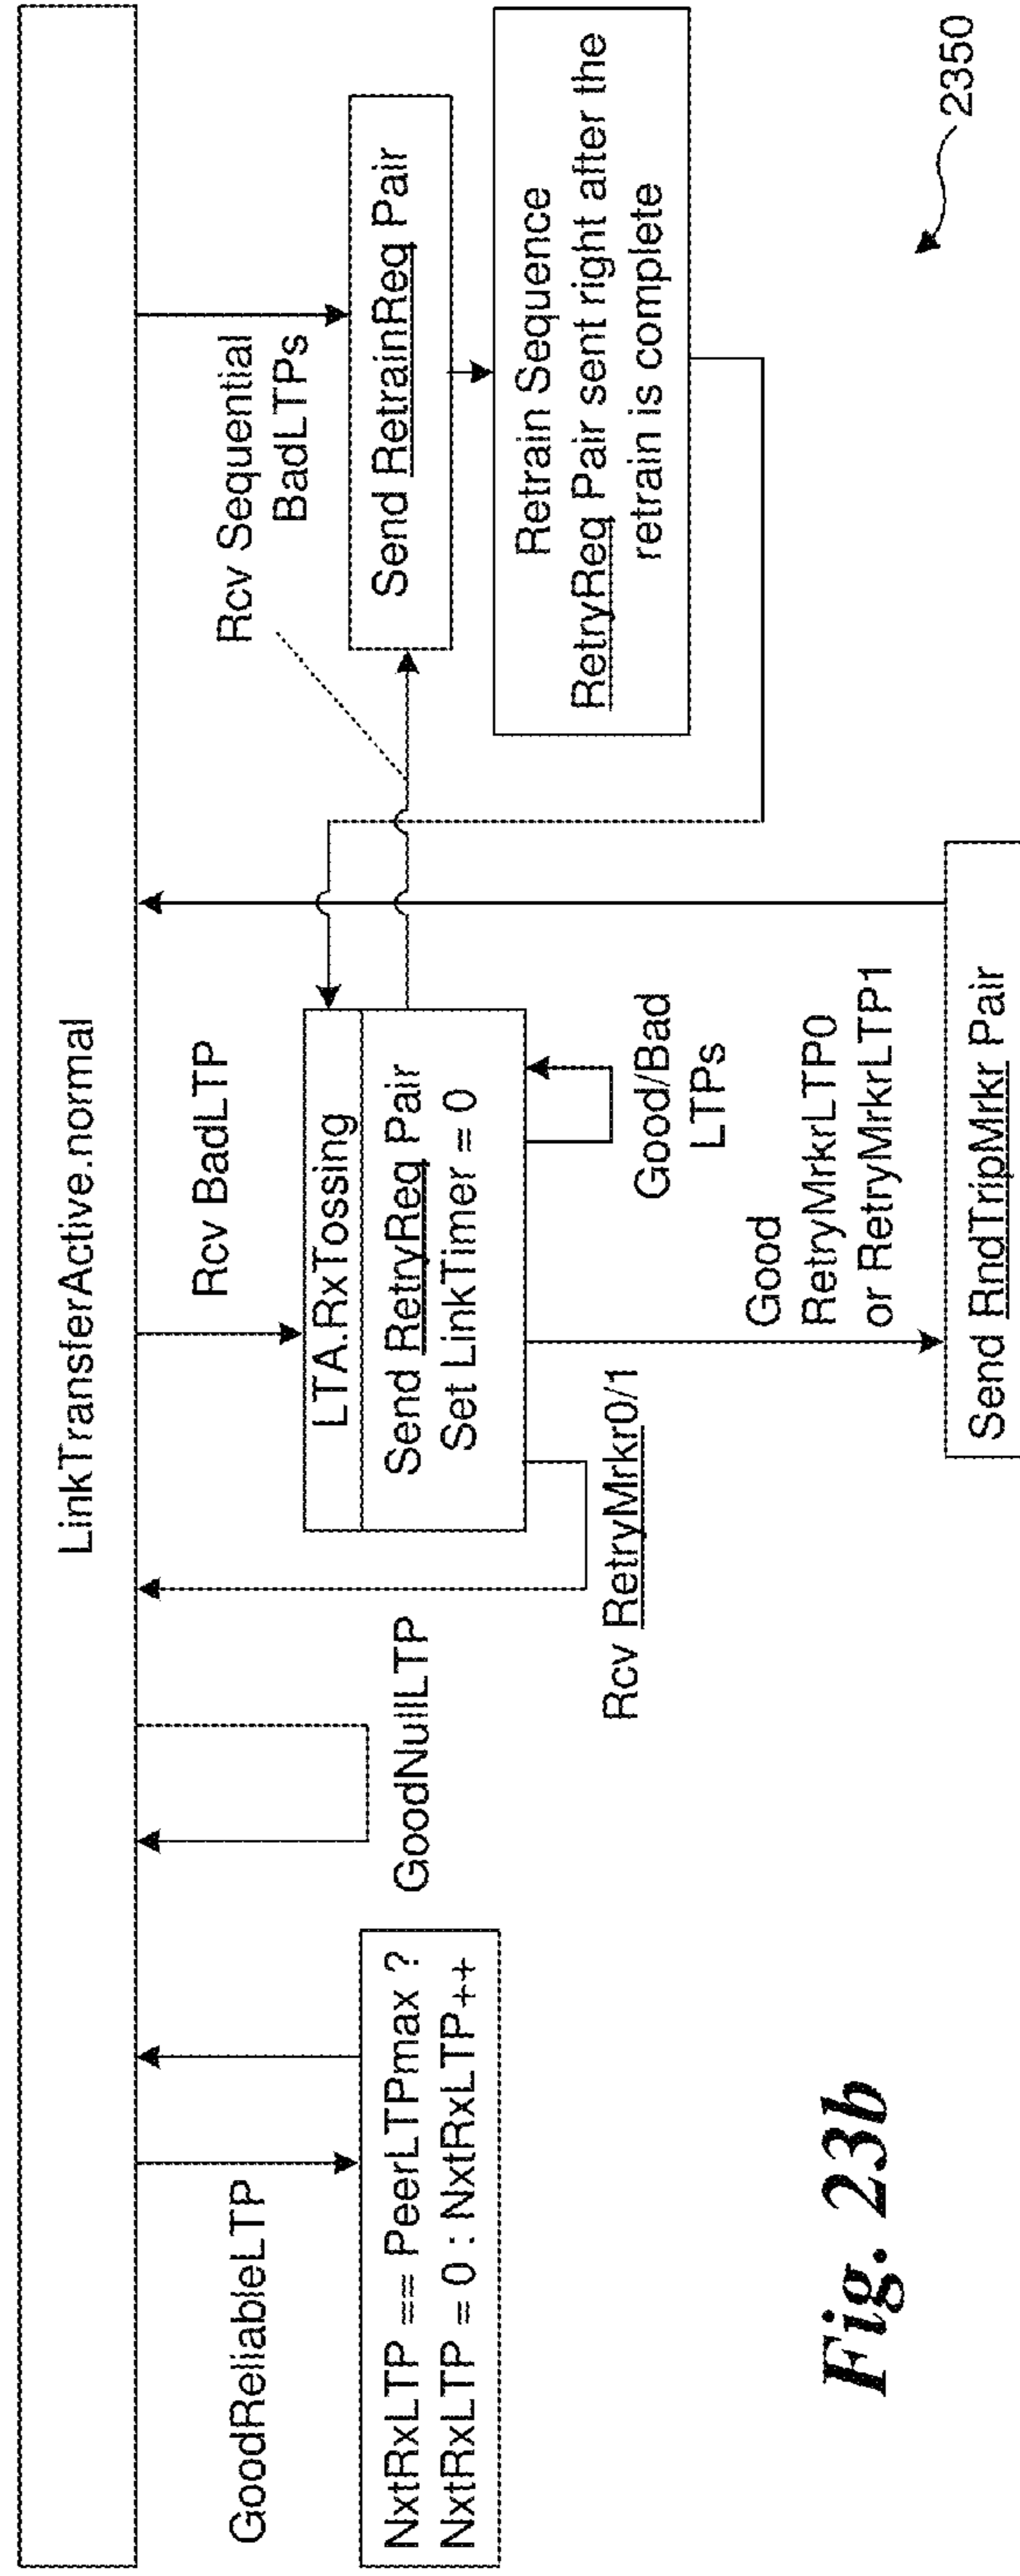 LinkTransferActive.normal
GoodReliableLTP
NxtRxLTP == PeerLTPmax ?
NxtRxLTP = 0 : NxtRxLTP++
GoodNullLTP
Rcv BadLTP
LTA.RxTossing
Send RetryReq Pair
Set LinkTimer = 0
Rcv RetryMrkr0/1
Good/Bad
LTPs
Good
RetryMrkrLTP0
or RetryMrkrLTP1
Send RndTripMrkr Pair
Rcv Sequential
BadLTPs
Send RetrainReq Pair
Retrain Sequence
RetryReq Pair sent right after the
retrain is complete
2350
Fig. 23b